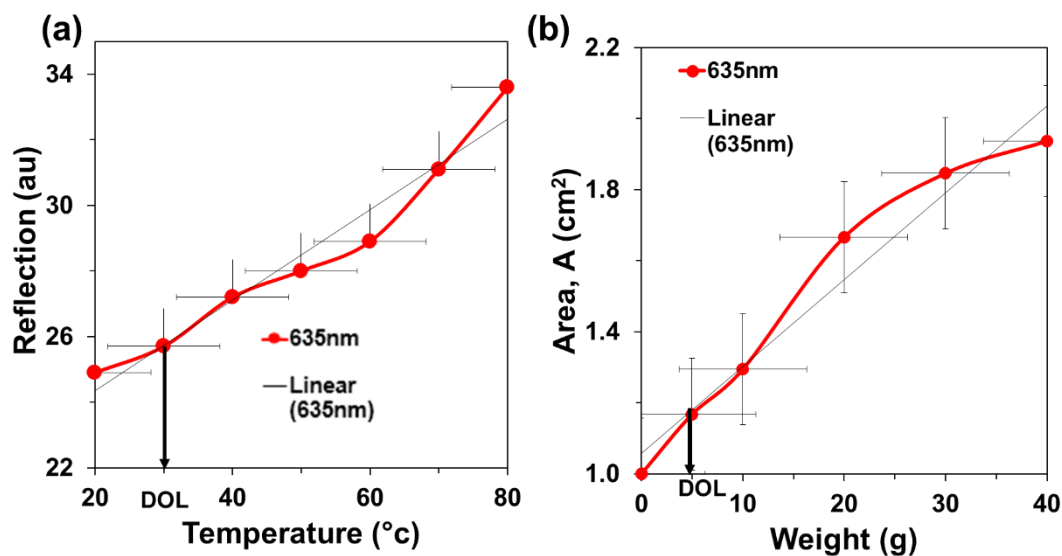 (a)
34
30
26
22
Reflection (au)
635nm
Linear
(635nm)
20 DOL 40 60 80
Temperature (°c)
(b)
2.2
1.8
1.4
1.0
Area, A (cm²)
635nm
Linear
(635nm)
0 DOL 10 20 30 40
Weight (g)